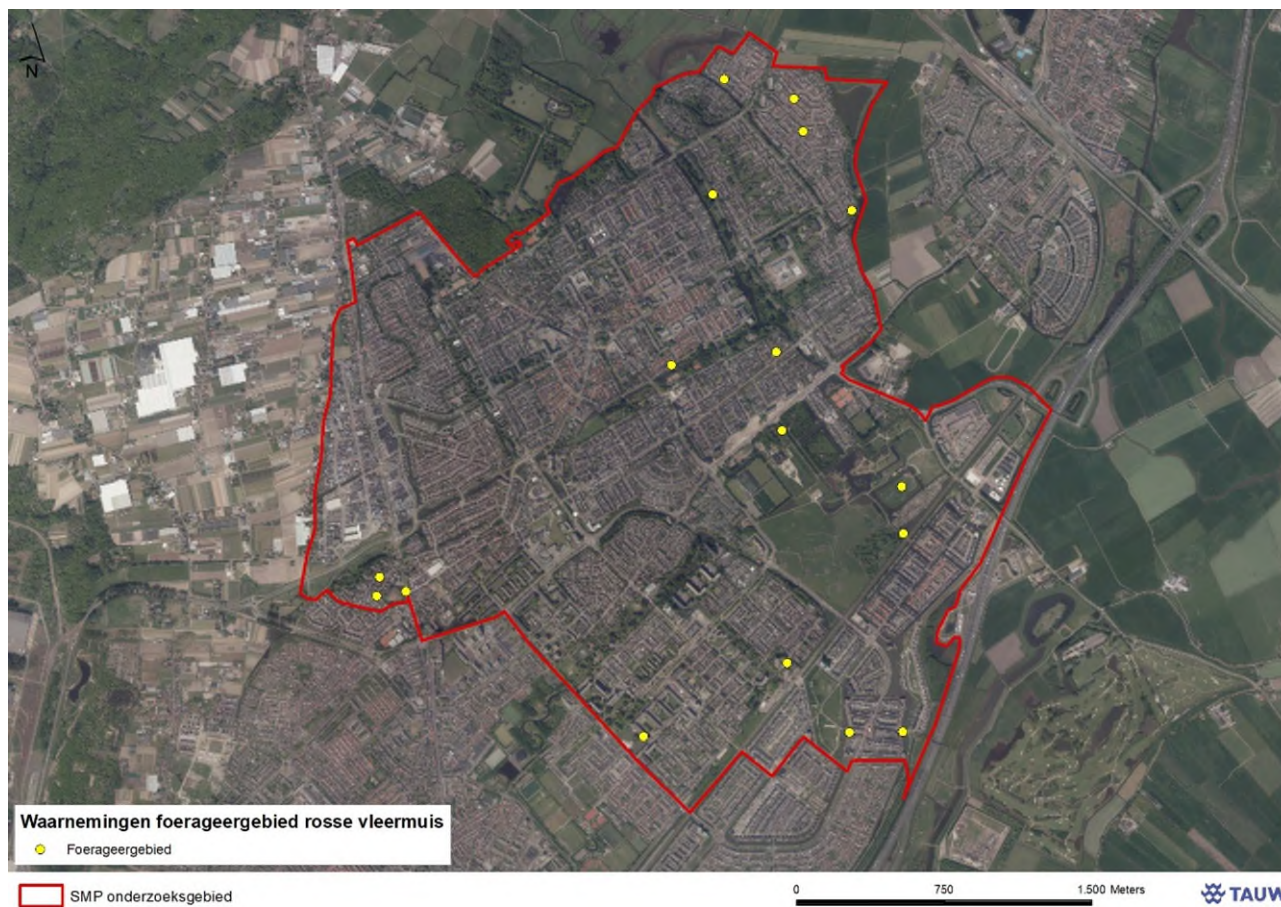 N
Waarnemingen foerageergebied rosse vleermuis
Foerageergebied
SMP onderzoeksgebied
0 750 1.500 Meters
TAUW